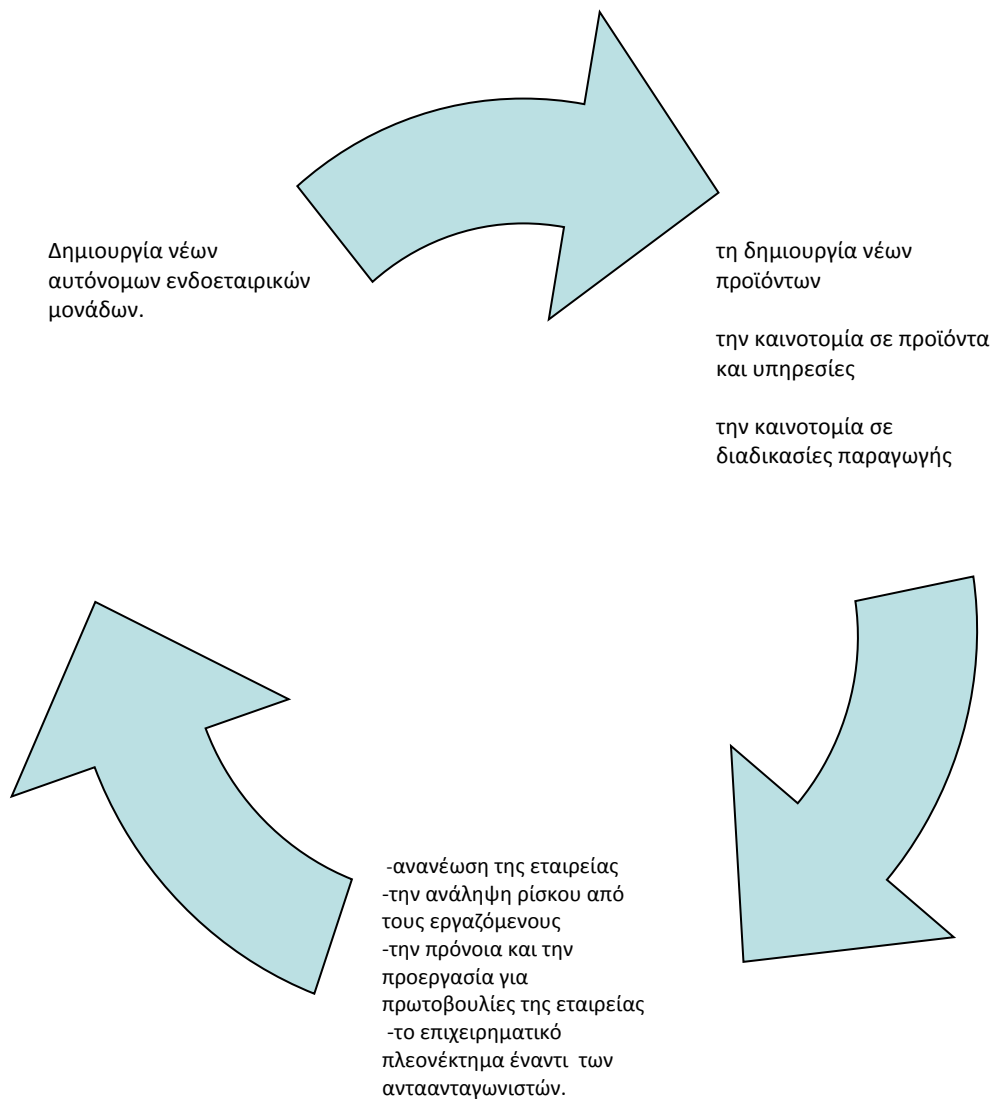 Δημιουργία νέων
αυτόνομων ενδοεταιρικών
μονάδων.
τη δημιουργία νέων
προϊόντων
την καινοτομία σε προϊόντα
και υπηρεσίες
την καινοτομία σε
διαδικασίες παραγωγής
-ανανέωση της εταιρείας
-την ανάληψη ρίσκου από
τους εργαζόμενους
-την πρόνοια και την
προεργασία για
πρωτοβουλίες της εταιρείας
-το επιχειρηματικό
πλεονέκτημα έναντι των
ανταανταγωνιστών.